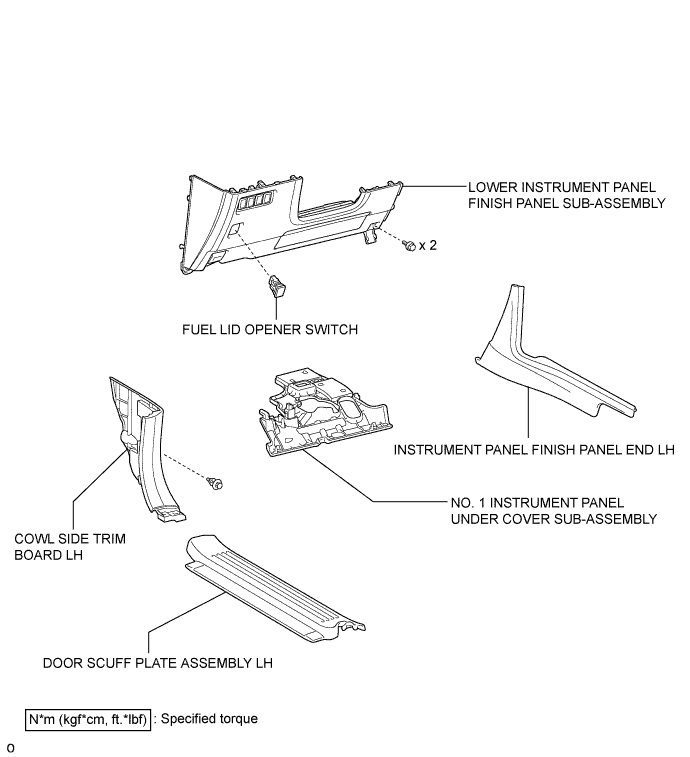 LOWER INSTRUMENT PANEL
FINISH PANEL SUB-ASSEMBLY
x 2
FUEL LID OPENER SWITCH
INSTRUMENT PANEL FINISH PANEL END LH
NO. 1 INSTRUMENT PANEL
UNDER COVER SUB-ASSEMBLY
COWL SIDE TRIM
BOARD LH
DOOR SCUFF PLATE ASSEMBLY LH
N*m (kgf*cm, ft.*lbf) : Specified torque
O